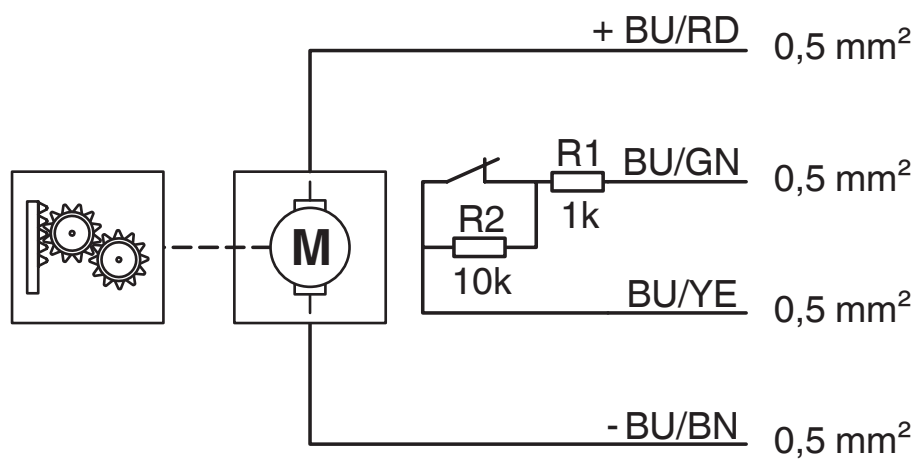 + BU/RD 0,5 mm²
R1 BU/GN 0,5 mm²
1k
R2
10k
M
BU/YE 0,5 mm²
- BU/BN 0,5 mm²